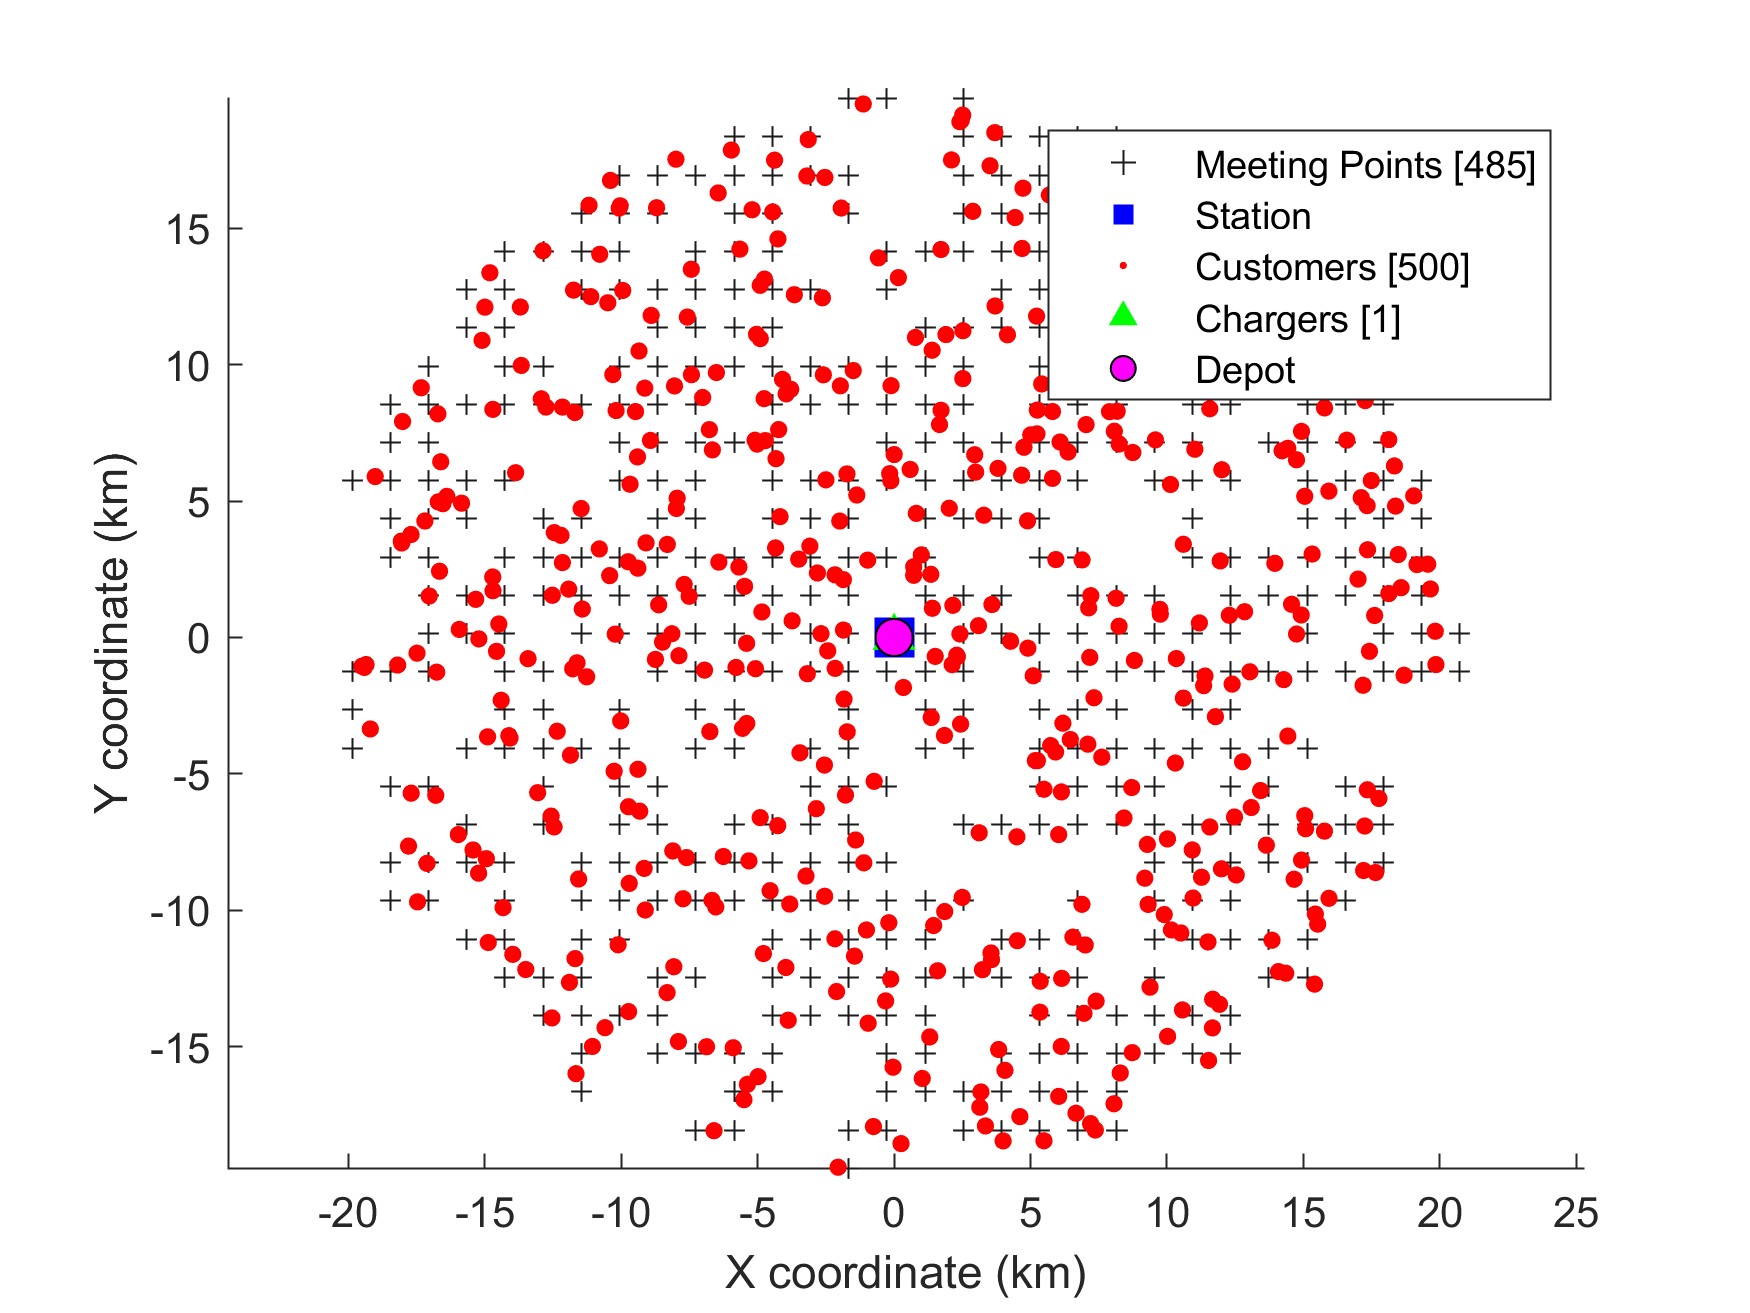 Meeting Points [485]
Station
Customers [500]
Chargers [1]
Depot
15
10
5
0
-5
-10
-15
Y coordinate (km)
-20 -15 -10 -5 0 5 10 15 20 25
X coordinate (km)